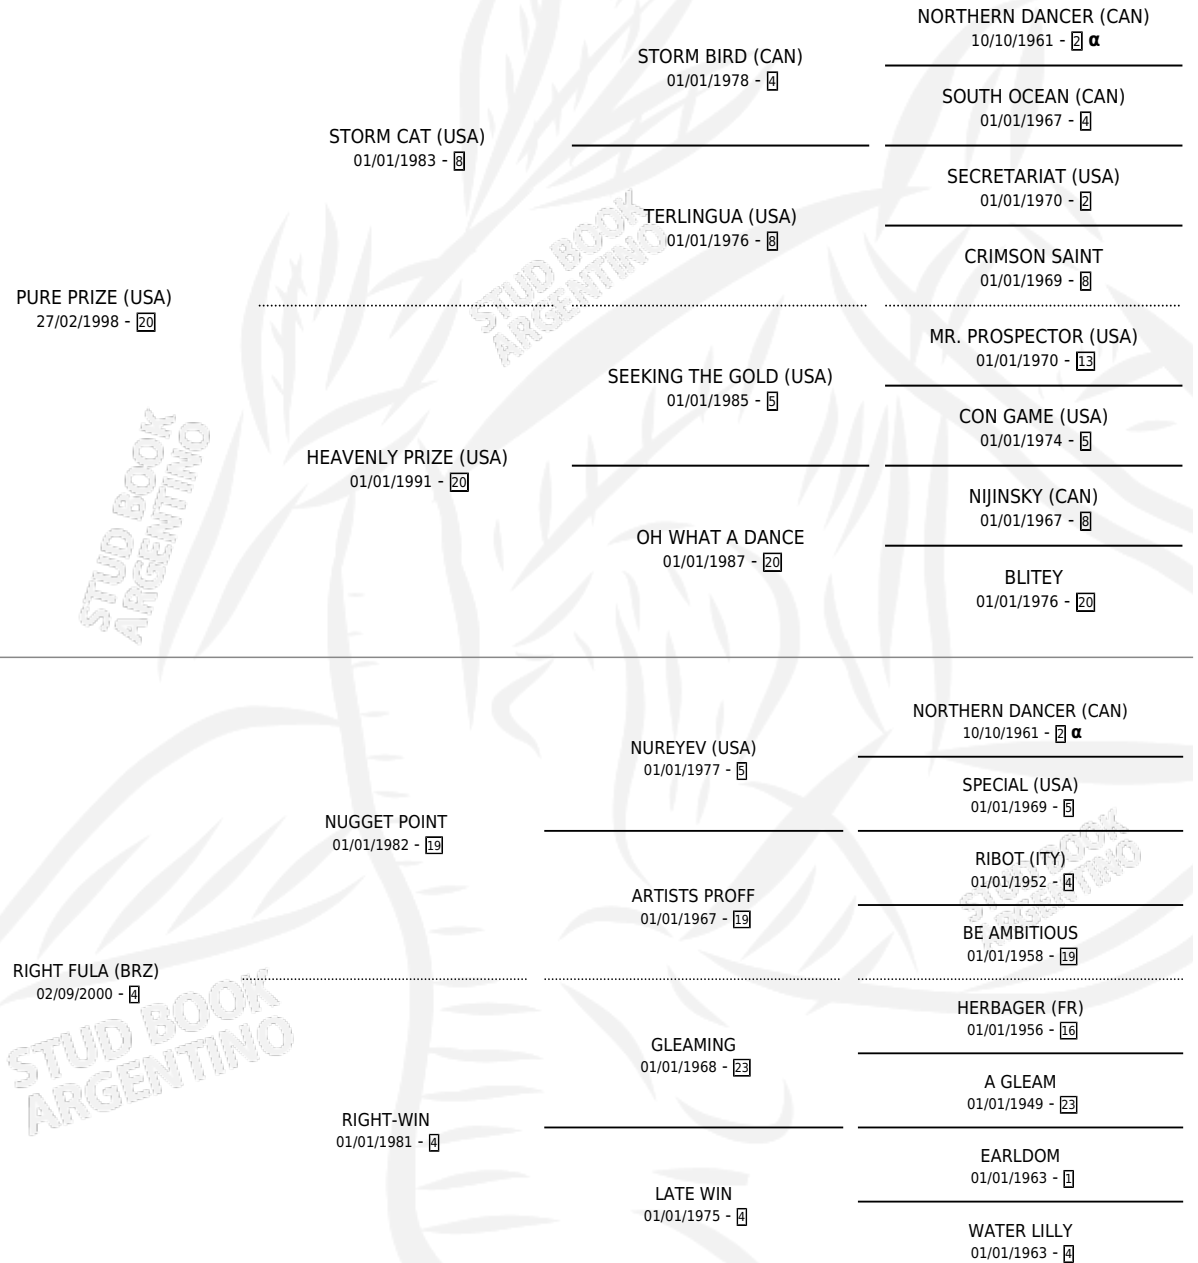 NORTHERN DANCER (CAN)
10/10/1961 - 2 α
STORM BIRD (CAN)
01/01/1978 - 4
SOUTH OCEAN (CAN)
01/01/1967 - 4
STORM CAT (USA)
01/01/1983 - 8
SECRETARIAT (USA)
01/01/1970 - 2
TERLINGUA (USA)
01/01/1976 - 8
CRIMSON SAINT
01/01/1969 - 8
STUD BOOK
ARGENTINO
PURE PRIZE (USA)
27/02/1998 - 20
MR. PROSPECTOR (USA)
01/01/1970 - 13
SEEKING THE GOLD (USA)
01/01/1985 - 5
CON GAME (USA)
01/01/1974 - 5
HEAVENLY PRIZE (USA)
01/01/1991 - 20
NIJINSKY (CAN)
01/01/1967 - 8
OH WHAT A DANCE
01/01/1987 - 20
BLITEY
01/01/1976 - 20
STUD BOOK
ARGENTINO
NORTHERN DANCER (CAN)
10/10/1961 - 2 α
NUREYEV (USA)
01/01/1977 - 5
SPECIAL (USA)
01/01/1969 - 5
NUGGET POINT
01/01/1982 - 19
RIBOT (ITY)
01/01/1952 - 4
ARTISTS PROFF
01/01/1967 - 19
BE AMBITIOUS
01/01/1958 - 19
STUD BOOK
ARGENTINO
RIGHT FULA (BRZ)
02/09/2000 - 4
HERBAGER (FR)
01/01/1956 - 16
GLEAMING
01/01/1968 - 23
A GLEAM
01/01/1949 - 23
STUD BOOK
ARGENTINO
RIGHT-WIN
01/01/1981 - 4
EARLDOM
01/01/1963 - 1
LATE WIN
01/01/1975 - 4
WATER LILLY
01/01/1963 - 4